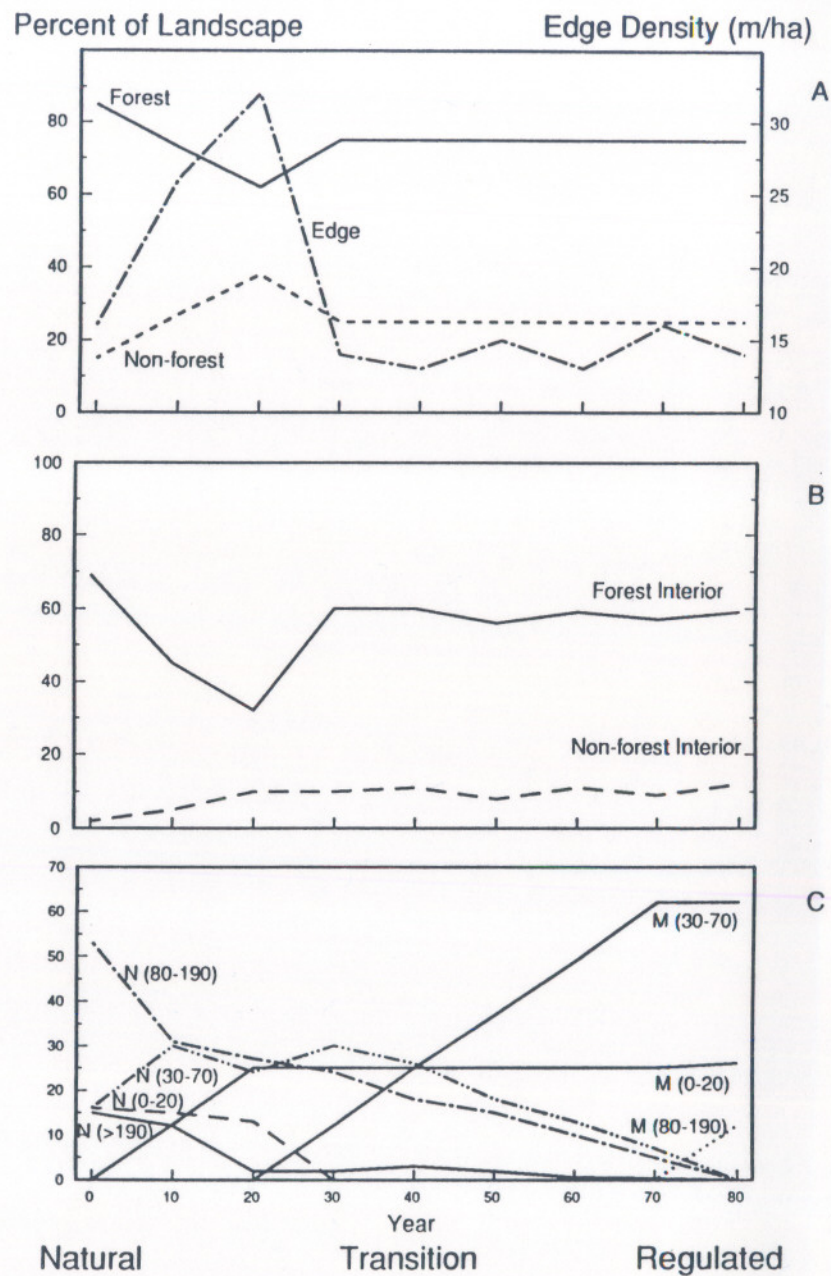 Percent of Landscape Edge Density (m/ha)
A
Forest
80 30
60 25
Edge
40 20
20 15
Non-forest
0 10
B
100
80
Forest Interior
60
40
Non-forest Interior
20
0
C
70
M (30-70)
60
50
N (80-190)
40
30
N (30-70)
M (0-20)
20
N (0-20)
M (80-190)
10
N (>190)
0
0 10 20 30 40 50 60 70 80
Year
Natural Transition Regulated